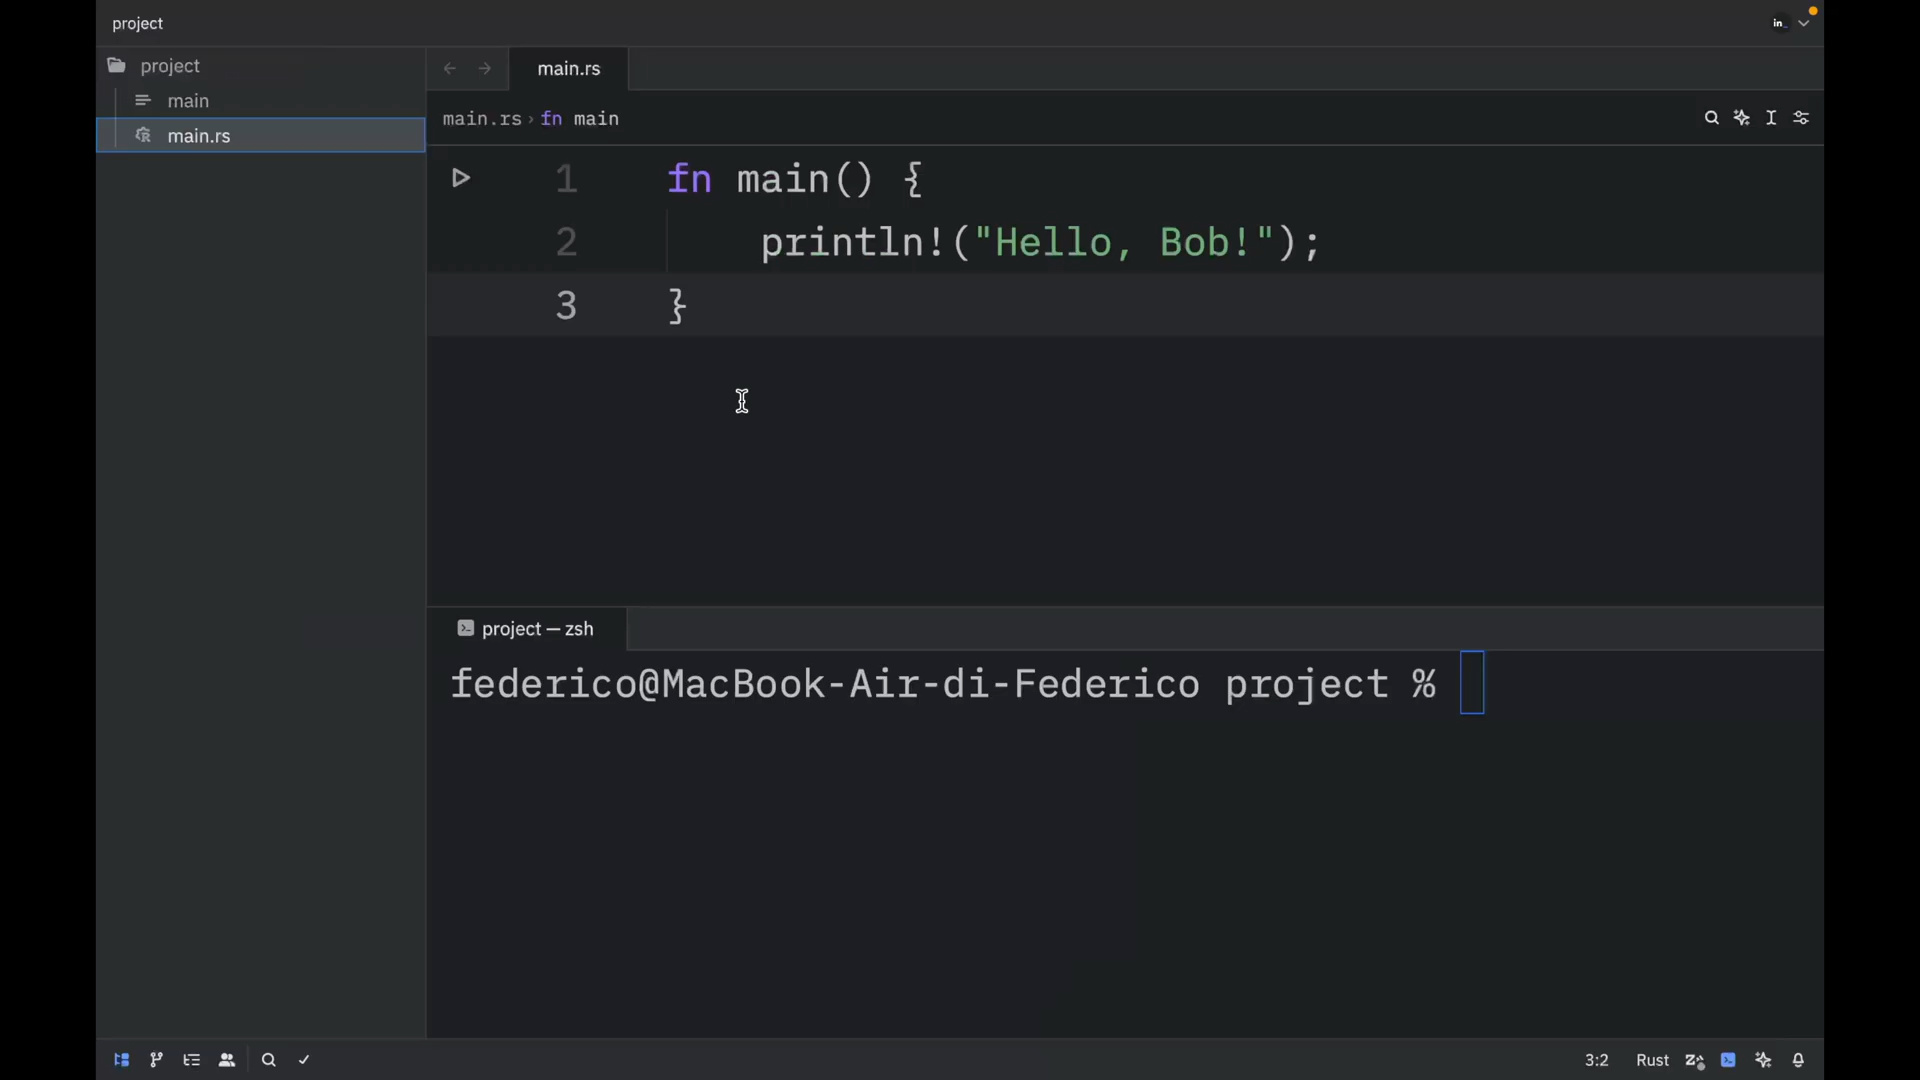 project
in_
project
main
main.rs
main.rs
main.rs › fn main
1 fn main() {
2 println!("Hello, Bob!");
3 }
project — zsh
federico@MacBook-Air-di-Federico project %
3:2
Rust